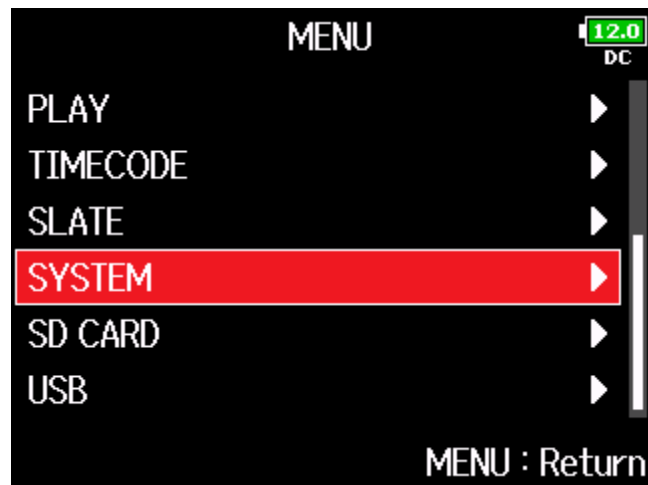 MENU
12.0
DC
PLAY
TIMECODE
SLATE
SYSTEM
SD CARD
USB
MENU : Return